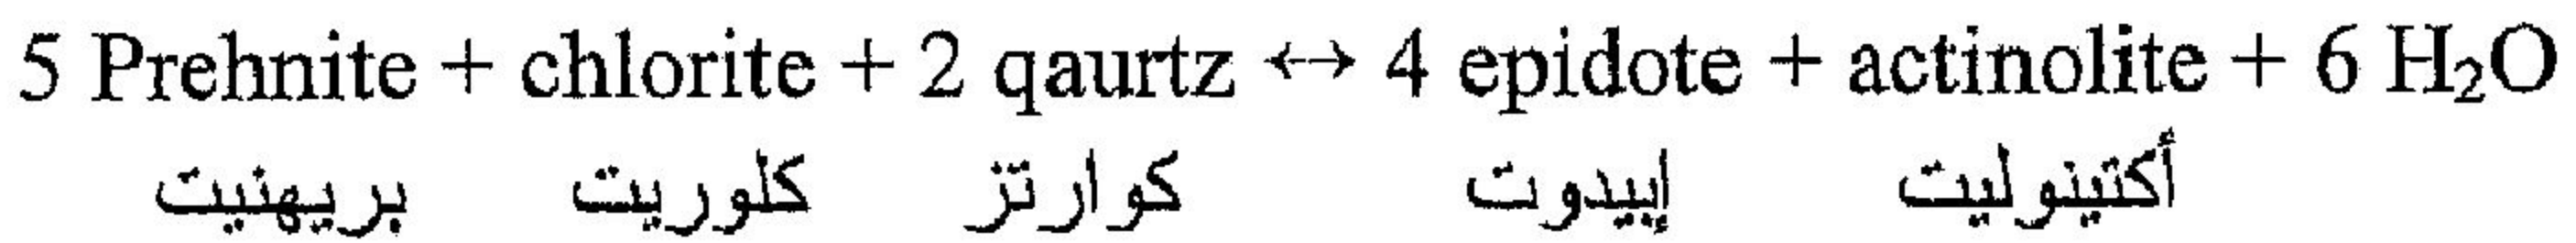 5 Prehnite + chlorite + 2 qaurtz ↔ 4 epidote + actinolite + 6 H₂O
بريهنيت كلوريت كوارتز إبيدوت أكتينوليت